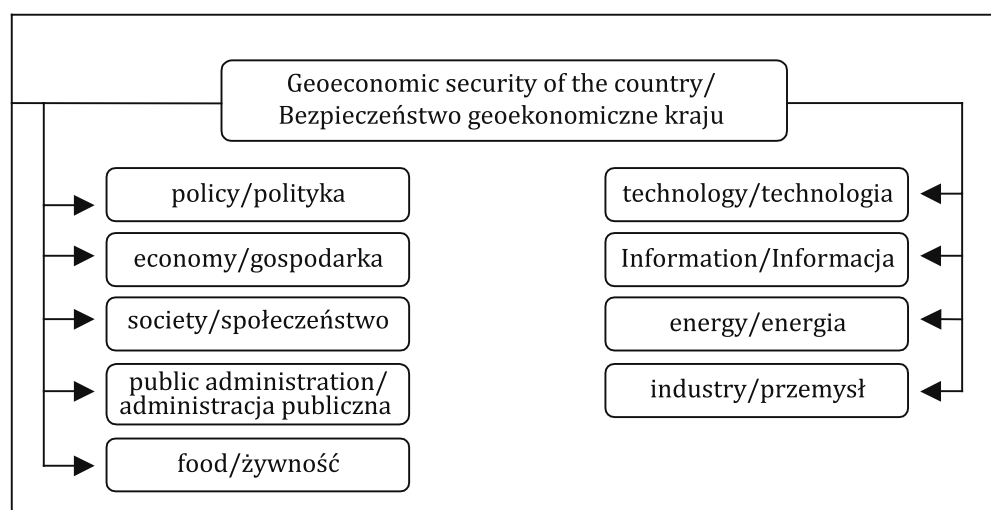 Geoeconomic security of the country/
Bezpieczeństwo geoekonomiczne kraju
policy/polityka
economy/gospodarka
society/społeczeństwo
public administration/
administracja publiczna
food/żywność
technology/technologia
Information/Informacja
energy/energia
industry/przemysł